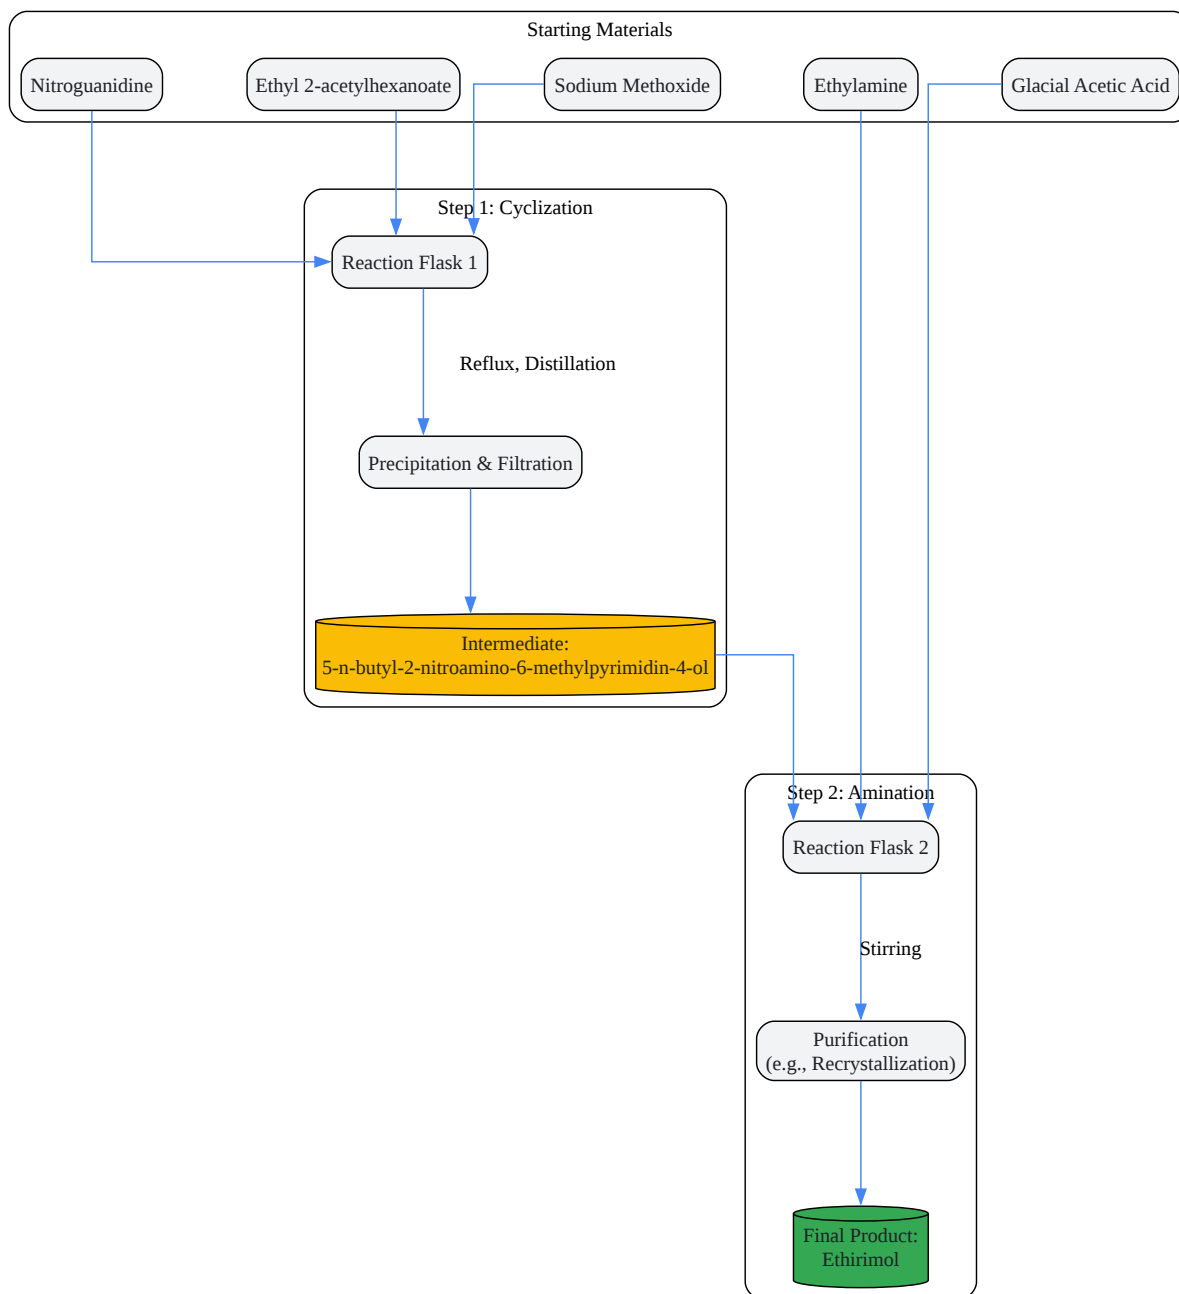 Starting Materials
Nitroguanidine
Ethyl 2-acetylhexanoate
Sodium Methoxide
Ethylamine
Glacial Acetic Acid
Step 1: Cyclization
Reaction Flask 1
Reflux, Distillation
Precipitation & Filtration
Intermediate:
5-n-butyl-2-nitroamino-6-methylpyrimidin-4-ol
Step 2: Amination
Reaction Flask 2
Stirring
Purification
(e.g., Recrystallization)
Final Product:
Ethirimol